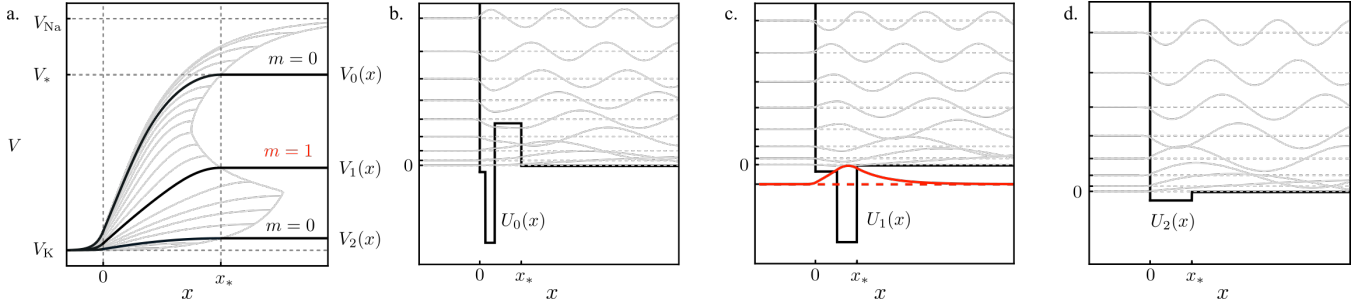 a.
V_Na
V_*
V
V_K
m = 0
m = 1
m = 0
V_0(x)
V_1(x)
V_2(x)
0
x_*
x
b.
0
U_0(x)
0
x_*
x
c.
0
U_1(x)
0
x_*
x
d.
0
U_2(x)
0
x_*
x